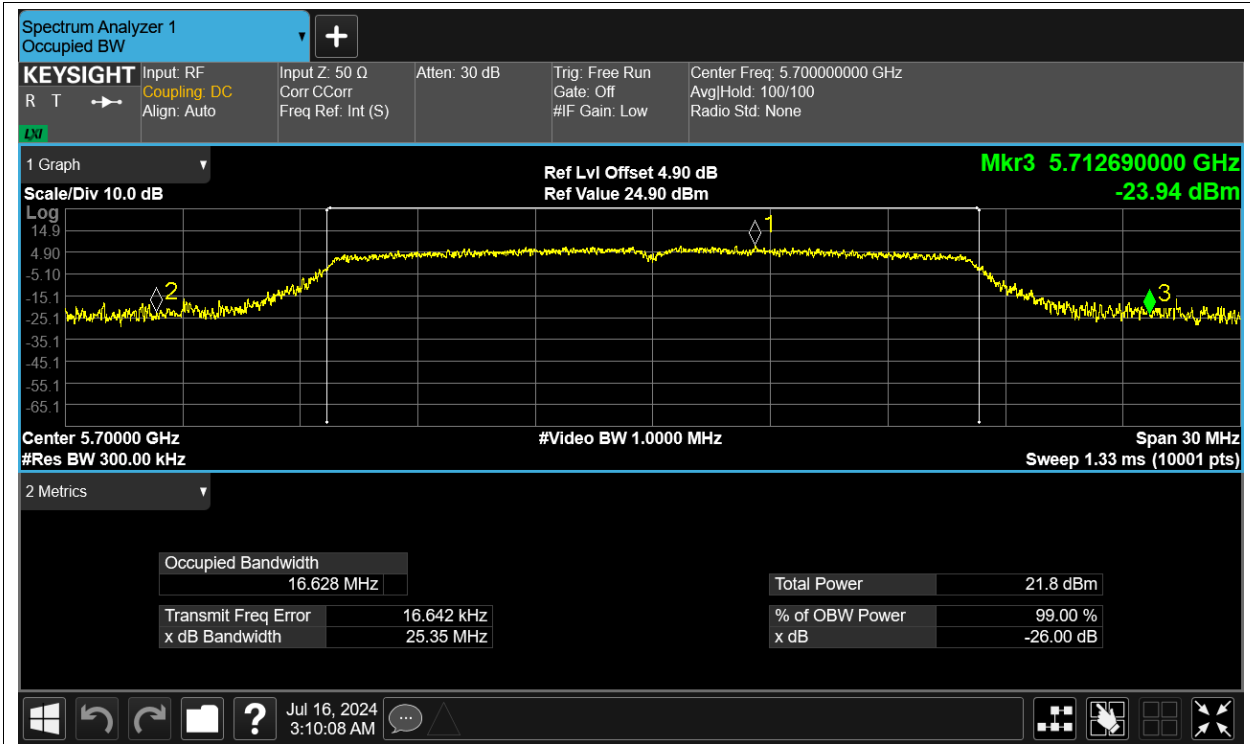 Spectrum Analyzer 1
Occupied BW
KEYSIGHT
R T
LXI
Input: RF
Coupling: DC
Align: Auto
Input Z: 50 Ω
Corr CCorr
Freq Ref: Int (S)
Atten: 30 dB
Trig: Free Run
Gate: Off
#IF Gain: Low
Center Freq: 5.700000000 GHz
Avg|Hold: 100/100
Radio Std: None
1 Graph
Scale/Div 10.0 dB
Ref Lvl Offset 4.90 dB
Ref Value 24.90 dBm
Mkr3 5.712690000 GHz
-23.94 dBm
Log
14.9
4.90
-5.10
-15.1
-25.1
-35.1
-45.1
-55.1
-65.1
1
2
3
Center 5.70000 GHz
#Res BW 300.00 kHz
#Video BW 1.0000 MHz
Span 30 MHz
Sweep 1.33 ms (10001 pts)
2 Metrics
Occupied Bandwidth
16.628 MHz
Transmit Freq Error 16.642 kHz
x dB Bandwidth 25.35 MHz
Total Power 21.8 dBm
% of OBW Power 99.00 %
x dB -26.00 dB
?
Jul 16, 2024
3:10:08 AM